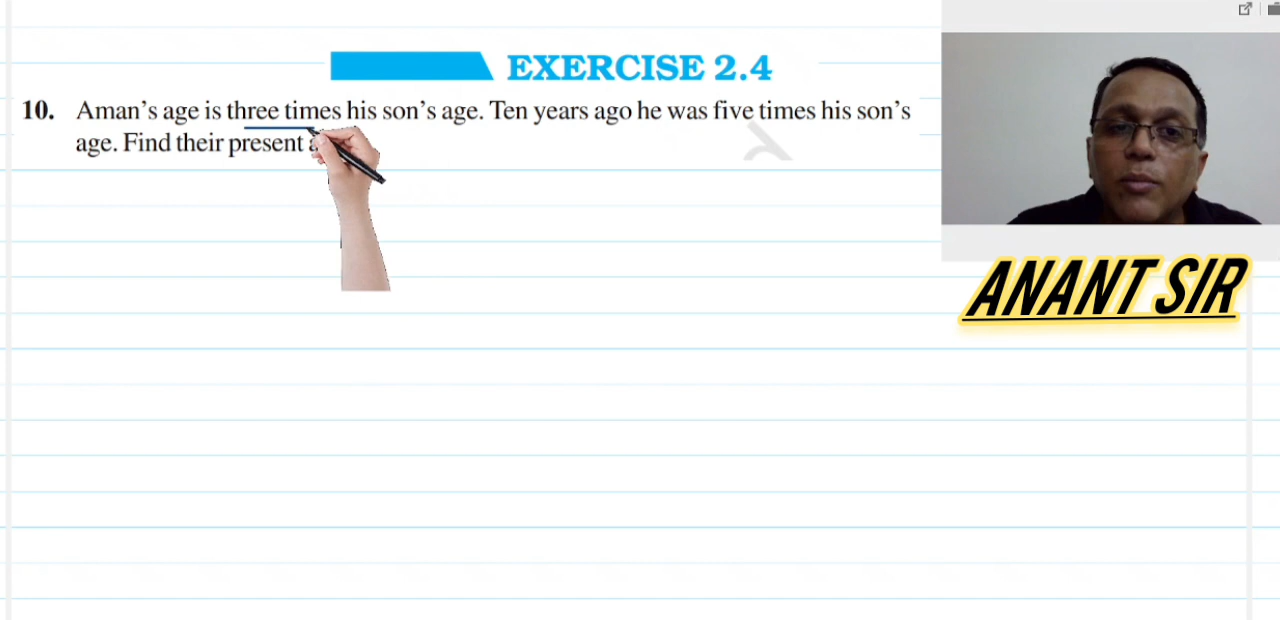 EXERCISE 2.4
10. Aman’s age is three times his son’s age. Ten years ago he was five times his son’s
age. Find their present
ANANT SIR